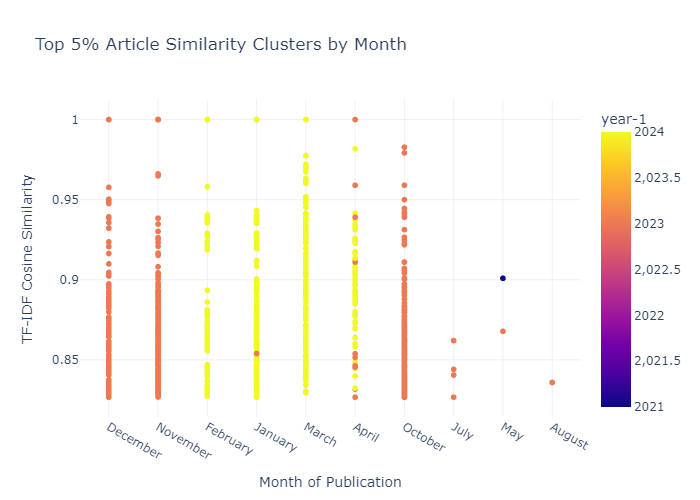 Top 5% Article Similarity Clusters by Month
year-1
1
0.95
0.9
0.85
TF-IDF Cosine Similarity
December
November
February
January
March
April
October
July
May
August
Month of Publication
2024
2,023.5
2023
2,022.5
2022
2,021.5
2021